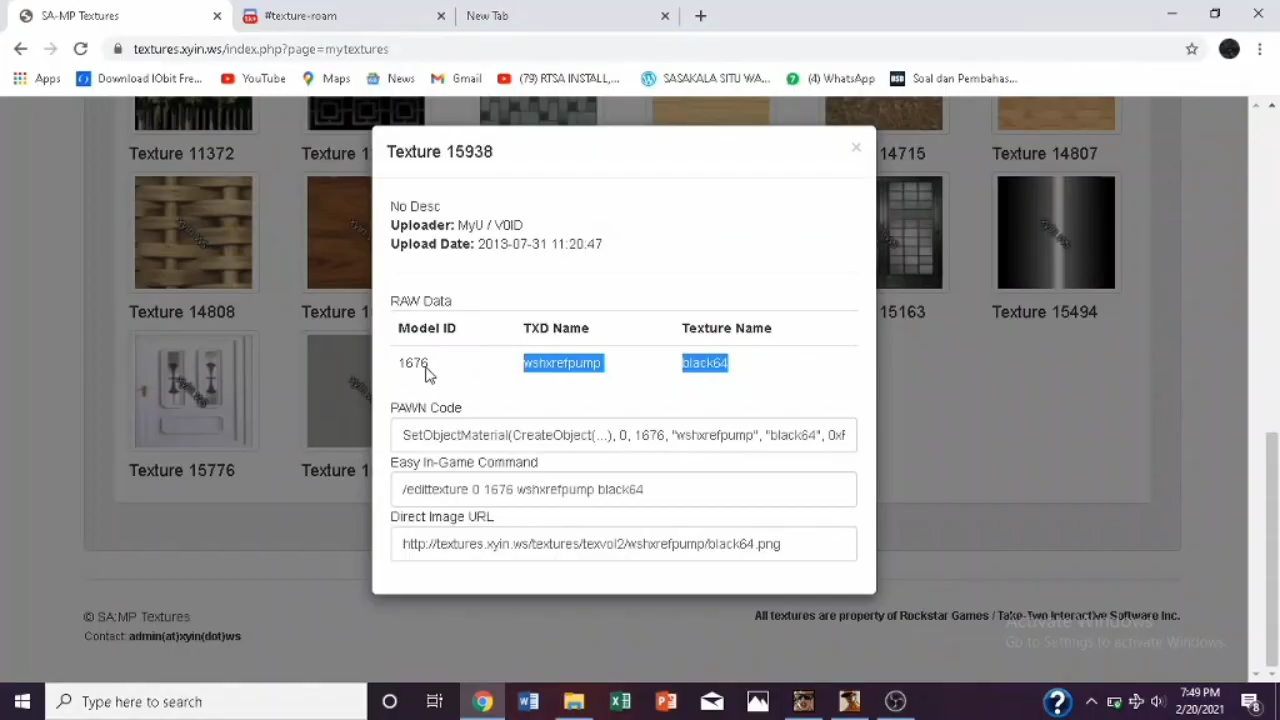 SA-MP Textures
#texture-roam
New Tab
textures.xyin.ws/index.php?page=mytextures
Apps
Download IObit Fre...
YouTube
Maps
News
Gmail
(79) RTSA INSTALL,...
SASAKALA SITU WA...
(4) WhatsApp
Soal dan Pembahas...
Texture 11372
Texture 1
14715
Texture 14807
Texture 14808
Texture 1
15163
Texture 15494
Texture 15776
Texture 1
Texture 15938
×
No Desc
Uploader: MyU / V0ID
Upload Date: 2013-07-31 11:20:47
RAW Data
Model ID TXD Name Texture Name
1676 wshxrefpump black64
PAWN Code
SetObjectMaterial(CreateObject(...), 0, 1676, "wshxrefpump", "black64", 0xF
Easy In-Game Command
/edittexture 0 1676 wshxrefpump black64
Direct Image URL
http://textures.xyin.ws/textures/texvol2/wshxrefpump/black64.png
© SA:MP Textures
Contact: admin(at)xyin(dot)ws
All textures are property of Rockstar Games / Take-Two Interactive Software Inc.
Activate Windows
Go to Settings to activate Windows.
Type here to search
7:49 PM
2/20/2021
8